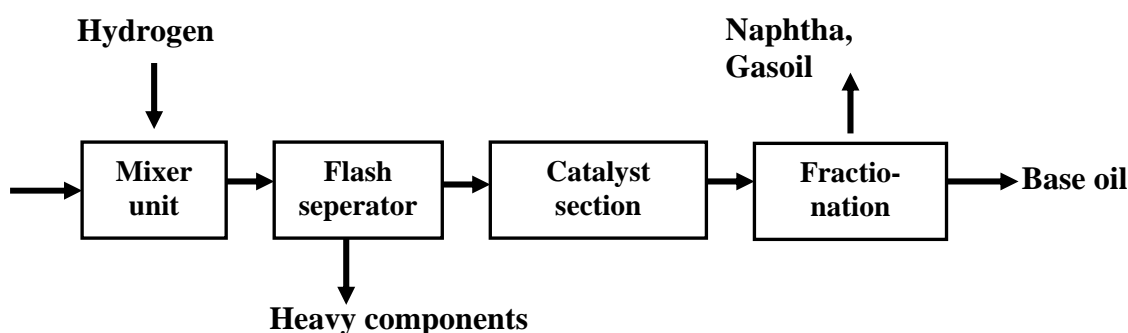 Hydrogen
Naphtha,
Gasoil
Mixer
unit
Flash
seperator
Catalyst
section
Fractio-
nation
Base oil
Heavy components